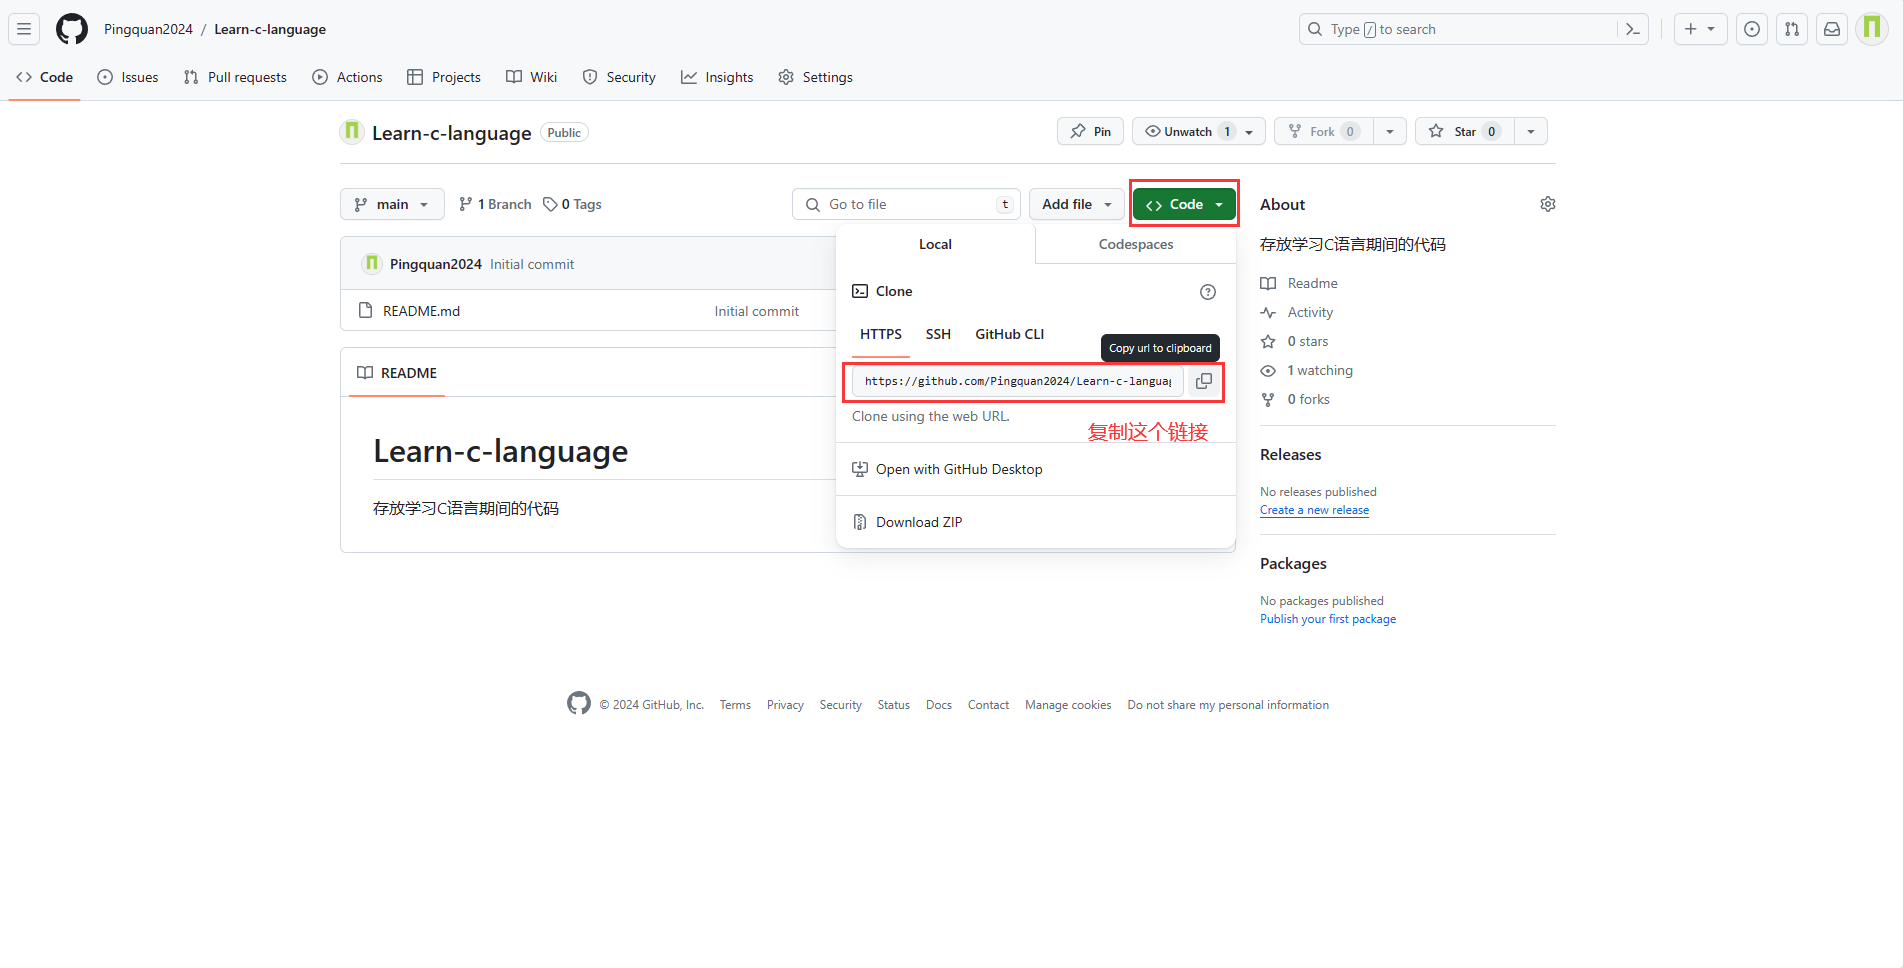 Pingquan2024 / Learn-c-language
Type / to search
Code Issues Pull requests Actions Projects Wiki Security Insights Settings
Learn-c-language Public
Pin Unwatch 1 Fork 0 Star 0
main 1 Branch 0 Tags
Go to file t Add file Code
Pingquan2024 Initial commit
README.md Initial commit
README
Learn-c-language
存放学习C语言期间的代码
Local Codespaces
Clone
HTTPS SSH GitHub CLI
Copy url to clipboard
https://github.com/Pingquan2024/Learn-c-languag
Clone using the web URL.
复制这个链接
Open with GitHub Desktop
Download ZIP
About
存放学习C语言期间的代码
Readme
Activity
0 stars
1 watching
0 forks
Releases
No releases published
Create a new release
Packages
No packages published
Publish your first package
© 2024 GitHub, Inc. Terms Privacy Security Status Docs Contact Manage cookies Do not share my personal information